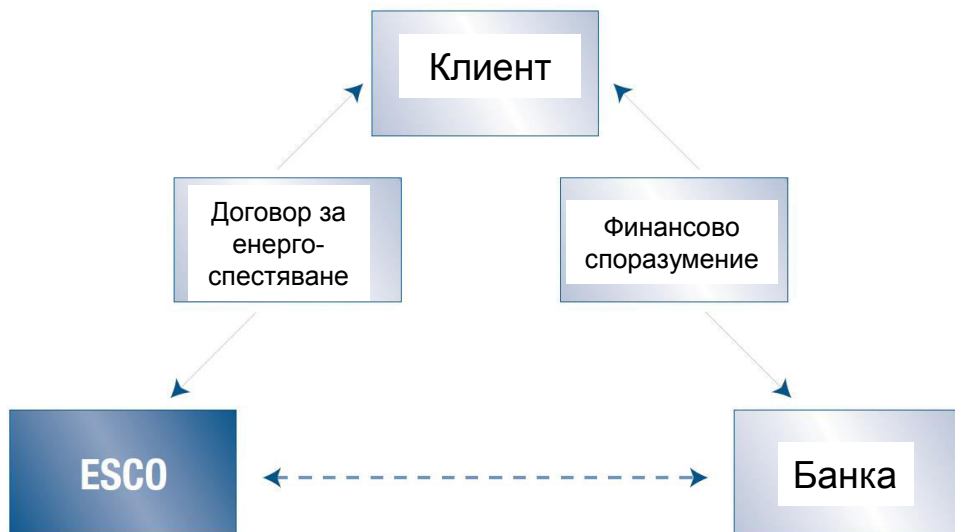 Клиент
Договор за
енерго-
спестяване
Финансово
споразумение
ESCO
Банка